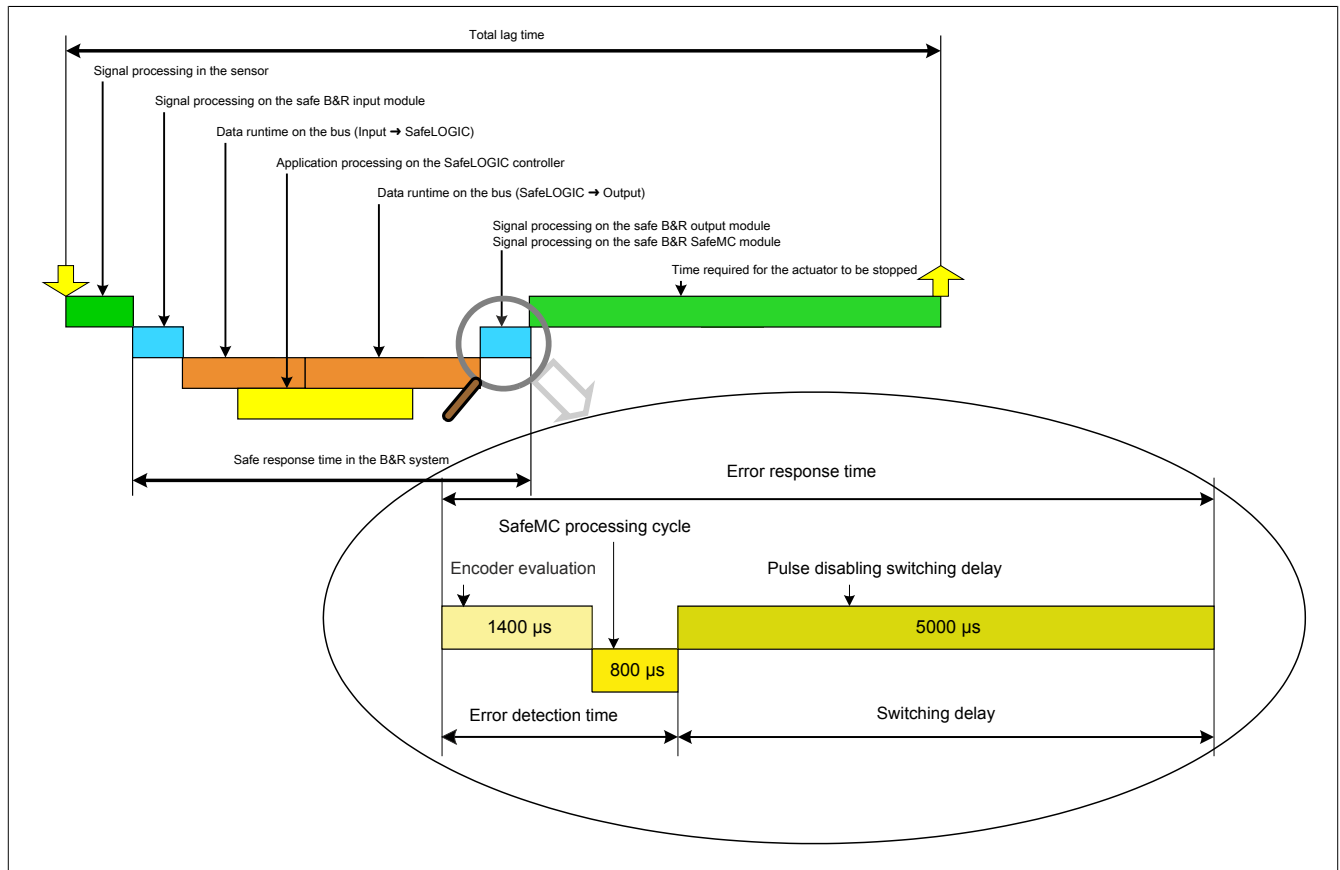 Total lag time
Signal processing in the sensor
Signal processing on the safe B&R input module
Data runtime on the bus (Input ➜ SafeLOGIC)
Application processing on the SafeLOGIC controller
Data runtime on the bus (SafeLOGIC ➜ Output)
Signal processing on the safe B&R output module
Signal processing on the safe B&R SafeMC module
Time required for the actuator to be stopped
Safe response time in the B&R system
Error response time
SafeMC processing cycle
Encoder evaluation
Pulse disabling switching delay
1400 µs
5000 µs
800 µs
Error detection time
Switching delay